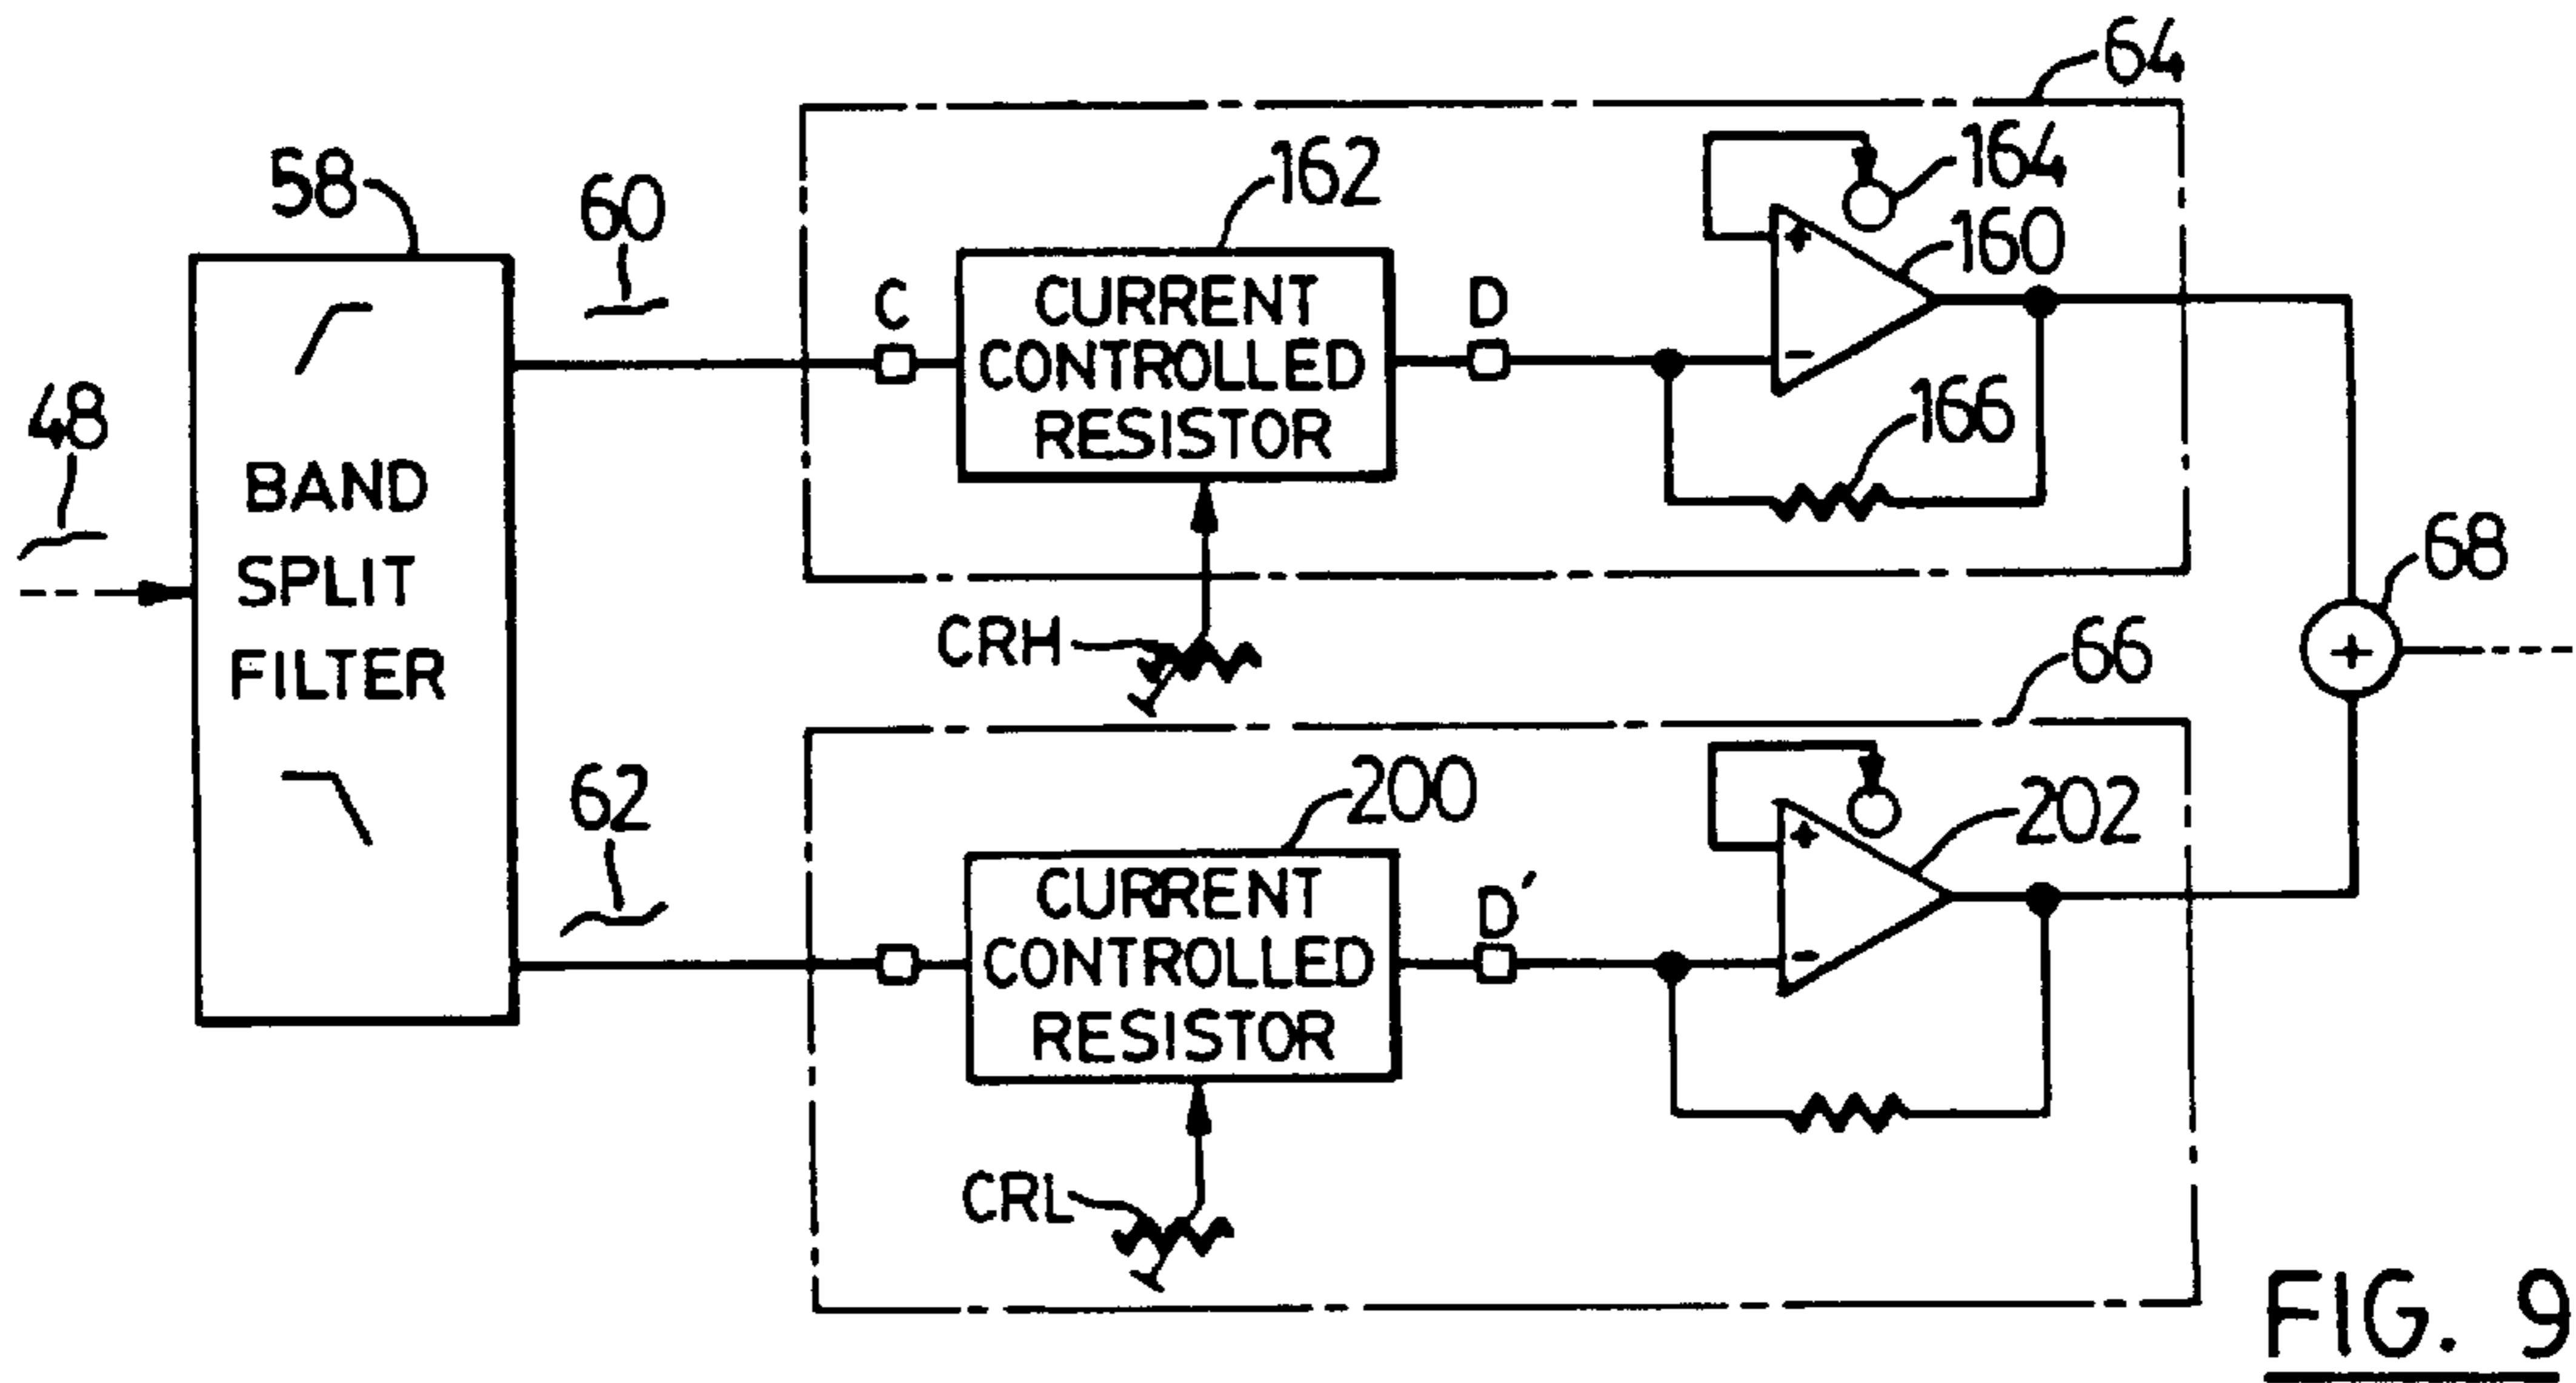 64
58
60
162
164
160
C
D
CURRENT
CONTROLLED
RESISTOR
+
-
166
48
BAND
SPLIT
FILTER
CRH
68
+
66
62
200
202
D'
CURRENT
CONTROLLED
RESISTOR
+
-
CRL
FIG. 9